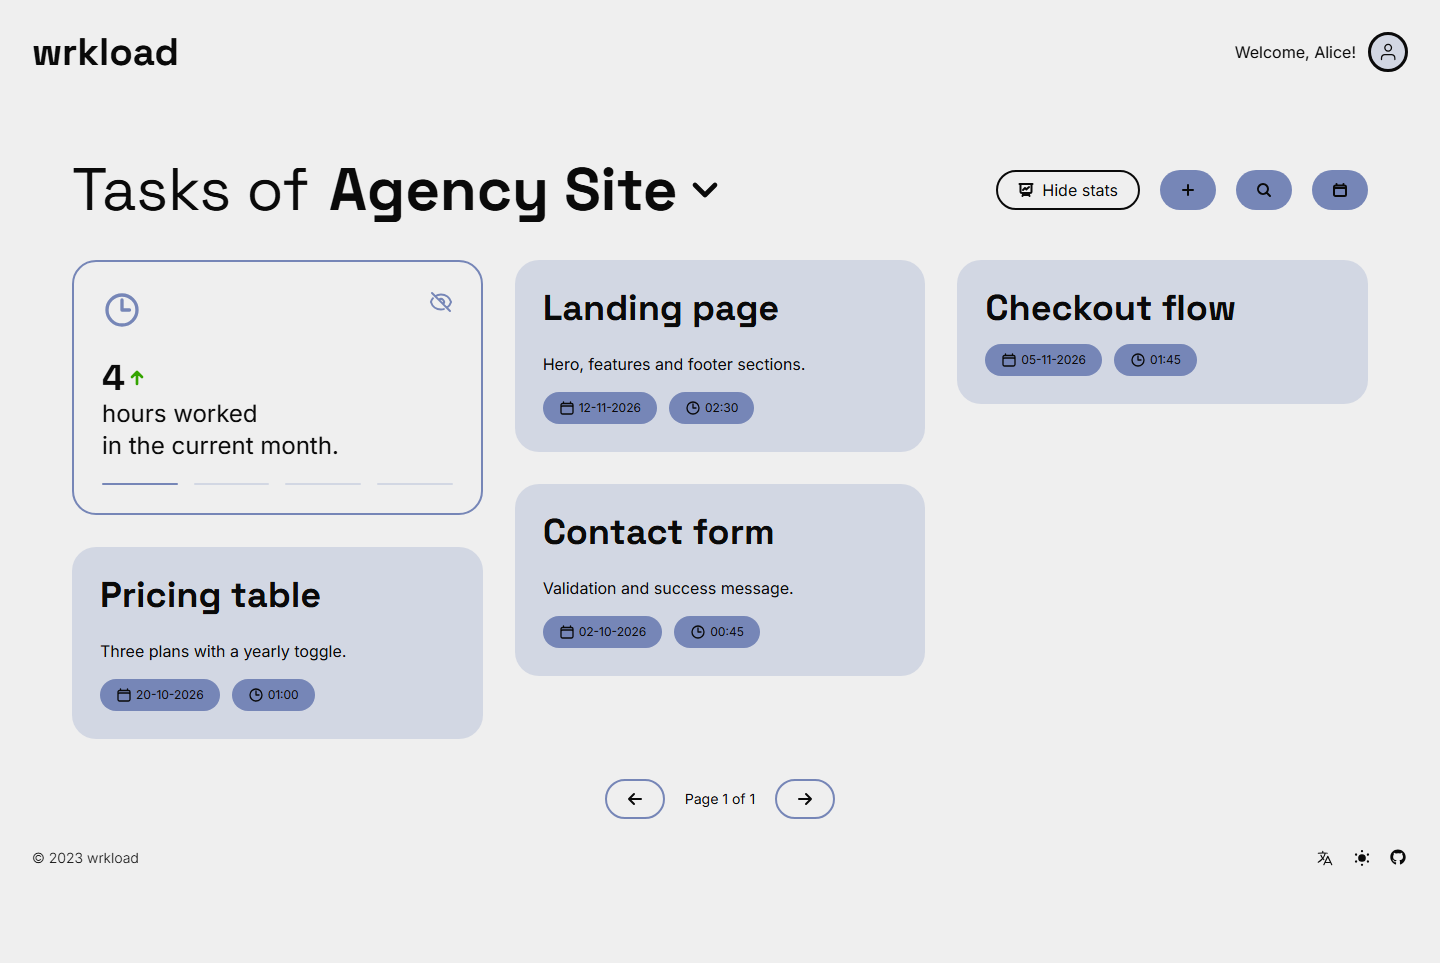 wrkload
Welcome, Alice!
Tasks of Agency Site
Hide stats
4
hours worked
in the current month.
Pricing table
Three plans with a yearly toggle.
20-10-2026
01:00
Landing page
Hero, features and footer sections.
12-11-2026
02:30
Contact form
Validation and success message.
02-10-2026
00:45
Checkout flow
05-11-2026
01:45
Page 1 of 1
© 2023 wrkload